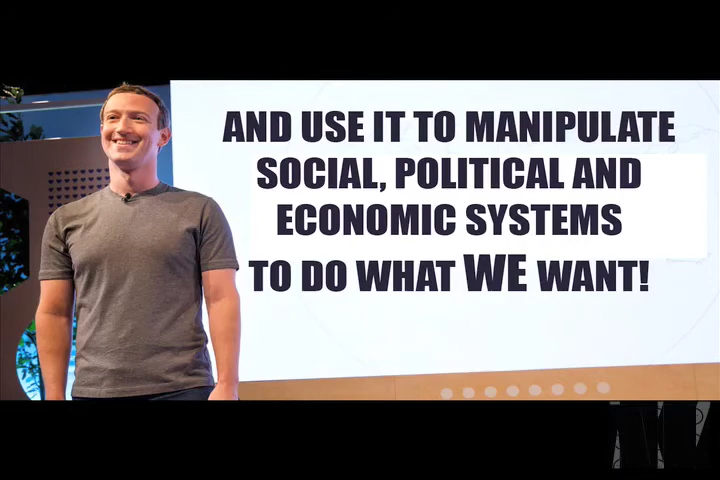 AND USE IT TO MANIPULATE
SOCIAL, POLITICAL AND
ECONOMIC SYSTEMS
TO DO WHAT WE WANT!